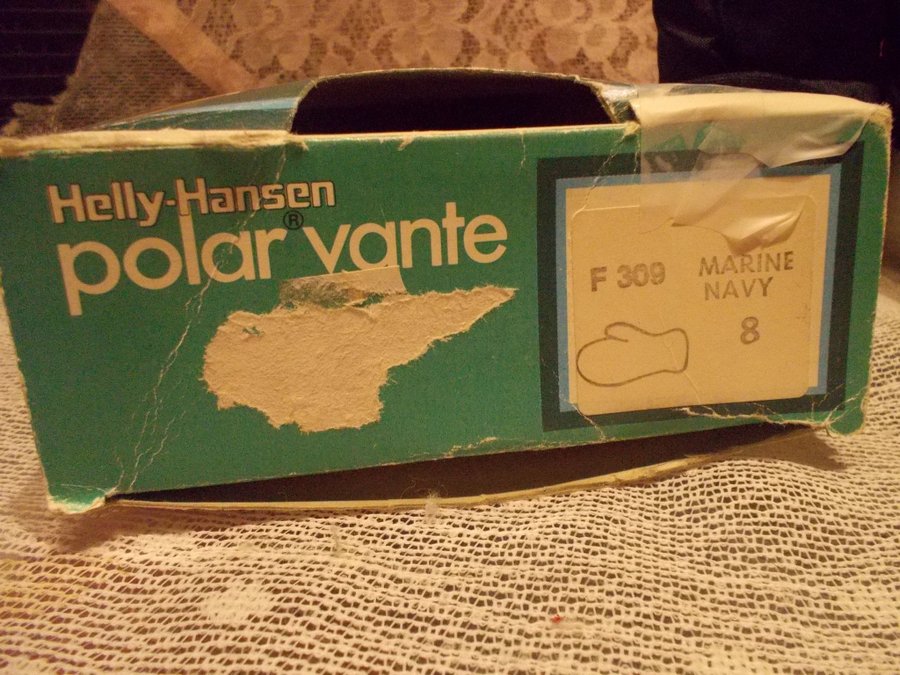 Helly-Hansen
polar vante
®
F 309 MARINE
NAVY
8